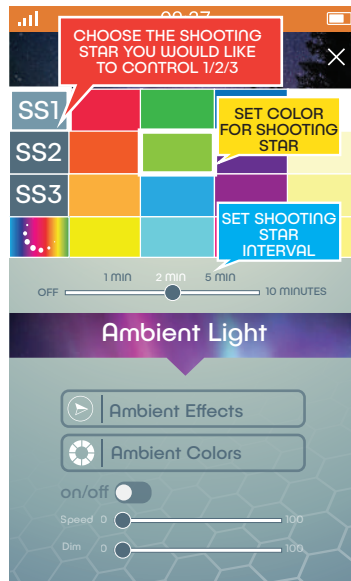 CHOOSE THE SHOOTING
STAR YOU WOULD LIKE
TO CONTROL 1/2/3
SS1
SET COLOR
FOR SHOOTING
STAR
SS2
SS3
SET SHOOTING
STAR
INTERVAL
1 min 2 min 5 min
OFF 10 MINUTES
Ambient Light
Ambient Effects
Ambient Colors
on/off
Speed 0 100
Dim 0 100